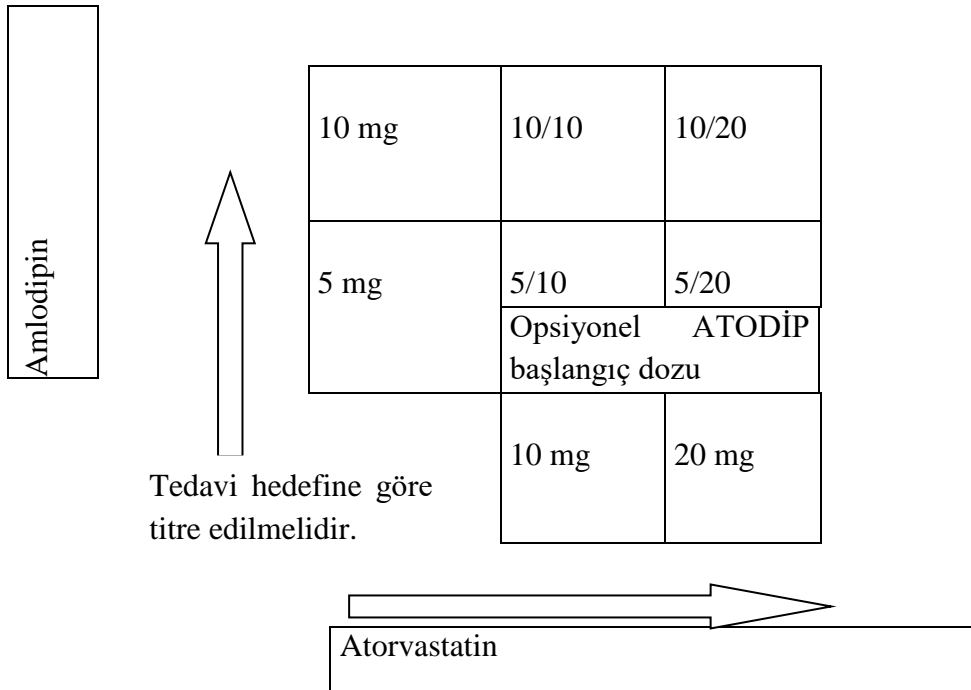 Amlodipin
10 mg 10/10 10/20
5 mg 5/10 5/20
Opsiyonel ATODİP
başlangıç dozu
10 mg 20 mg
Tedavi hedefine göre
titre edilmelidir.
Atorvastatin